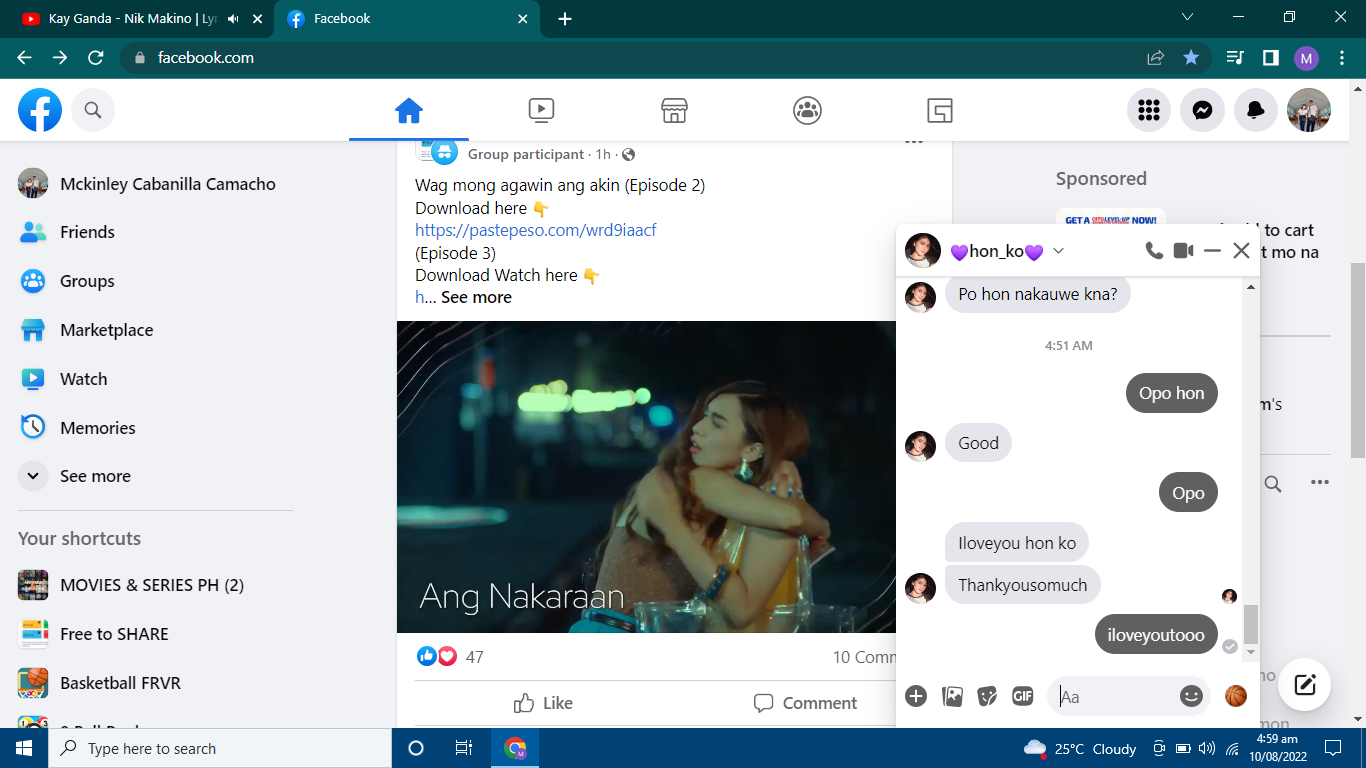 Kay Ganda - Nik Makino | Lyr
Facebook
facebook.com
M
Group participant · 1h ·
Wag mong agawin ang akin (Episode 2)
Download here 👇
https://pastepeso.com/wrd9iaacf
(Episode 3)
Download Watch here 👇
h... See more
Ang Nakaraan
47
10 Comm
Like
Comment
Mckinley Cabanilla Camacho
Friends
Groups
Marketplace
Watch
Memories
See more
Your shortcuts
MOVIES & SERIES PH (2)
Free to SHARE
Basketball FRVR
Sponsored
GET A DITO LEVEL-UP NOW!
to cart
t mo na
m's
💜hon_ko💜
Po hon nakauwe kna?
4:51 AM
Opo hon
Good
Opo
Iloveyou hon ko
Thankyousomuch
iloveyoutooo
GIF
Aa
Type here to search
M
25°C Cloudy
4:59 am
10/08/2022